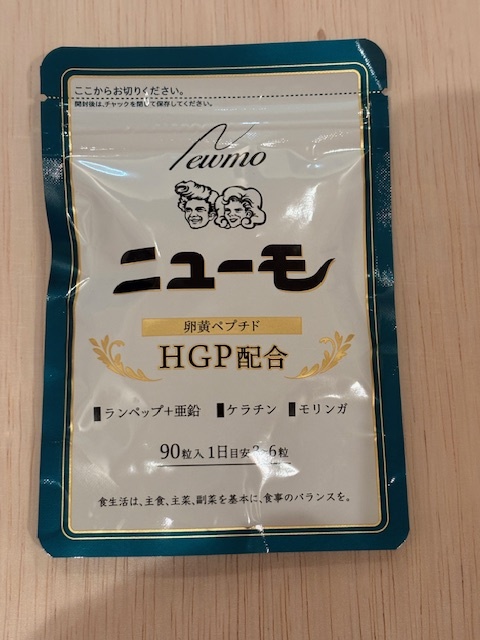 ここからお切りください。
開封後は、チャックを閉じて保存してください。
Newmo
ニューモ
卵黄ペプチド
HGP配合
ランペップ+亜鉛 ケラチン モリンガ
90粒入 1日目安 6粒
食生活は、主食、主菜、副菜を基本に、食事のバランスを。